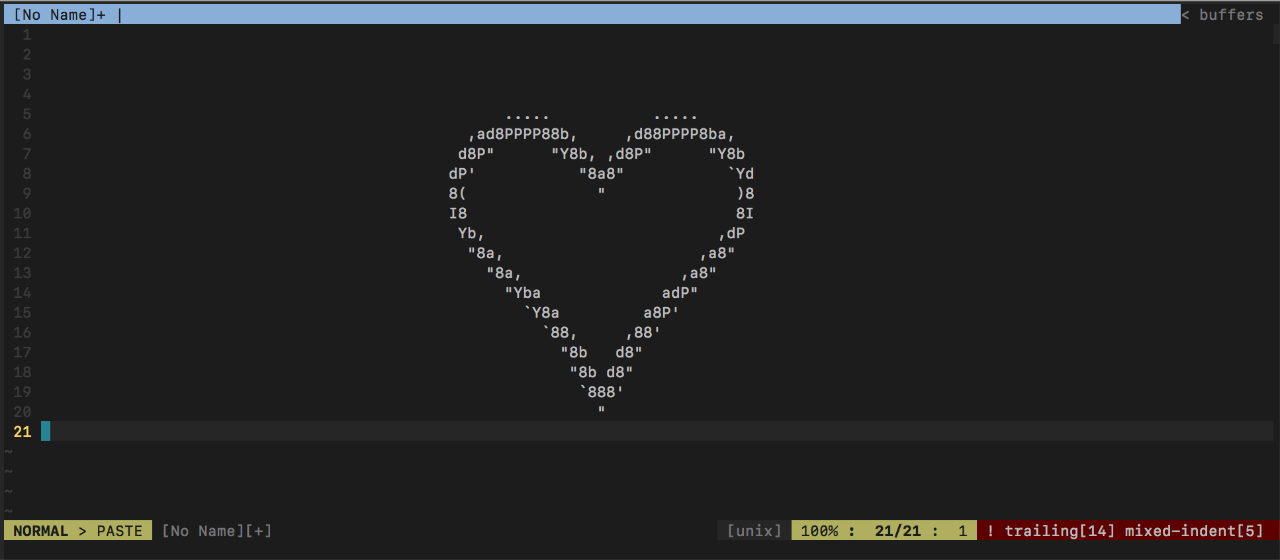 [No Name]+ | < buffers
1
2
3
4
5                                                   .....           .....
6                                               ,ad8PPPP88b,     ,d88PPPP8ba,
7                                              d8P"      "Y8b, ,d8P"      "Y8b
8                                             dP'           "8a8"           `Yd
9                                             8(              "              )8
10                                            I8                             8I
11                                             Yb,                         ,dP
12                                              "8a,                     ,a8"
13                                                "8a,                 ,a8"
14                                                  "Yba             adP"
15                                                    `Y8a         a8P'
16                                                      `88,     ,88'
17                                                        "8b   d8"
18                                                         "8b d8"
19                                                          `888'
20                                                            "
21
~
~
~
~
NORMAL > PASTE [No Name][+] [unix] 100% : 21/21 : 1 ! trailing[14] mixed-indent[5]